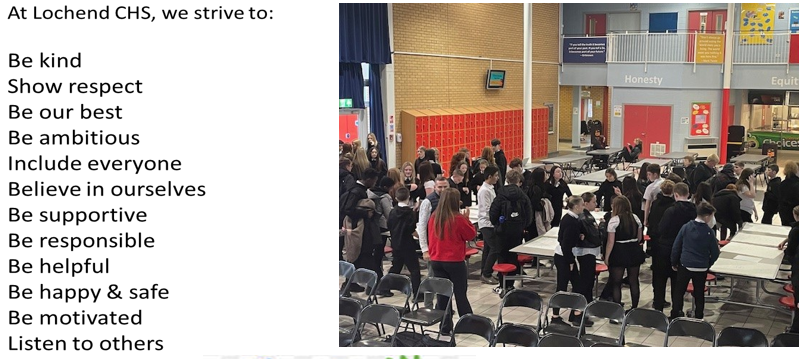 At Lochend CHS, we strive to:
Be kind
Show respect
Be our best
Be ambitious
Include everyone
Believe in ourselves
Be supportive
Be responsible
Be helpful
Be happy & safe
Be motivated
Listen to others
Honesty
Equit
hoices